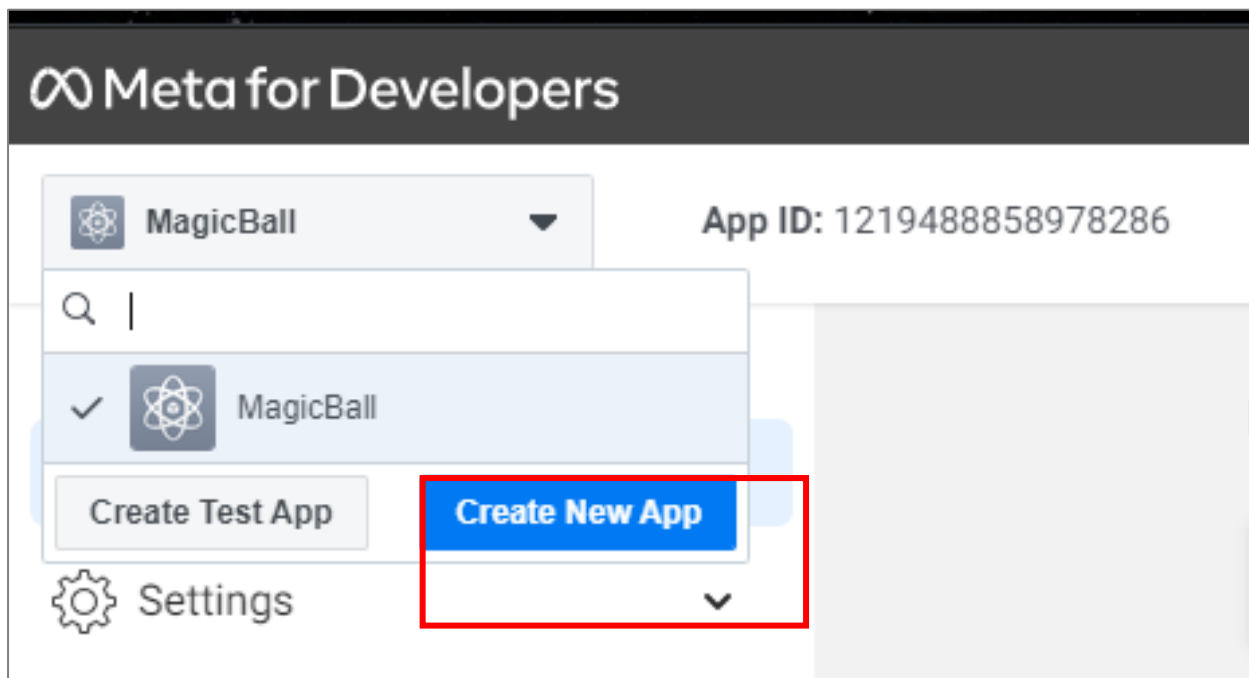 Meta for Developers
MagicBall App ID: 1219488858978286
MagicBall
Create Test App Create New App
Settings